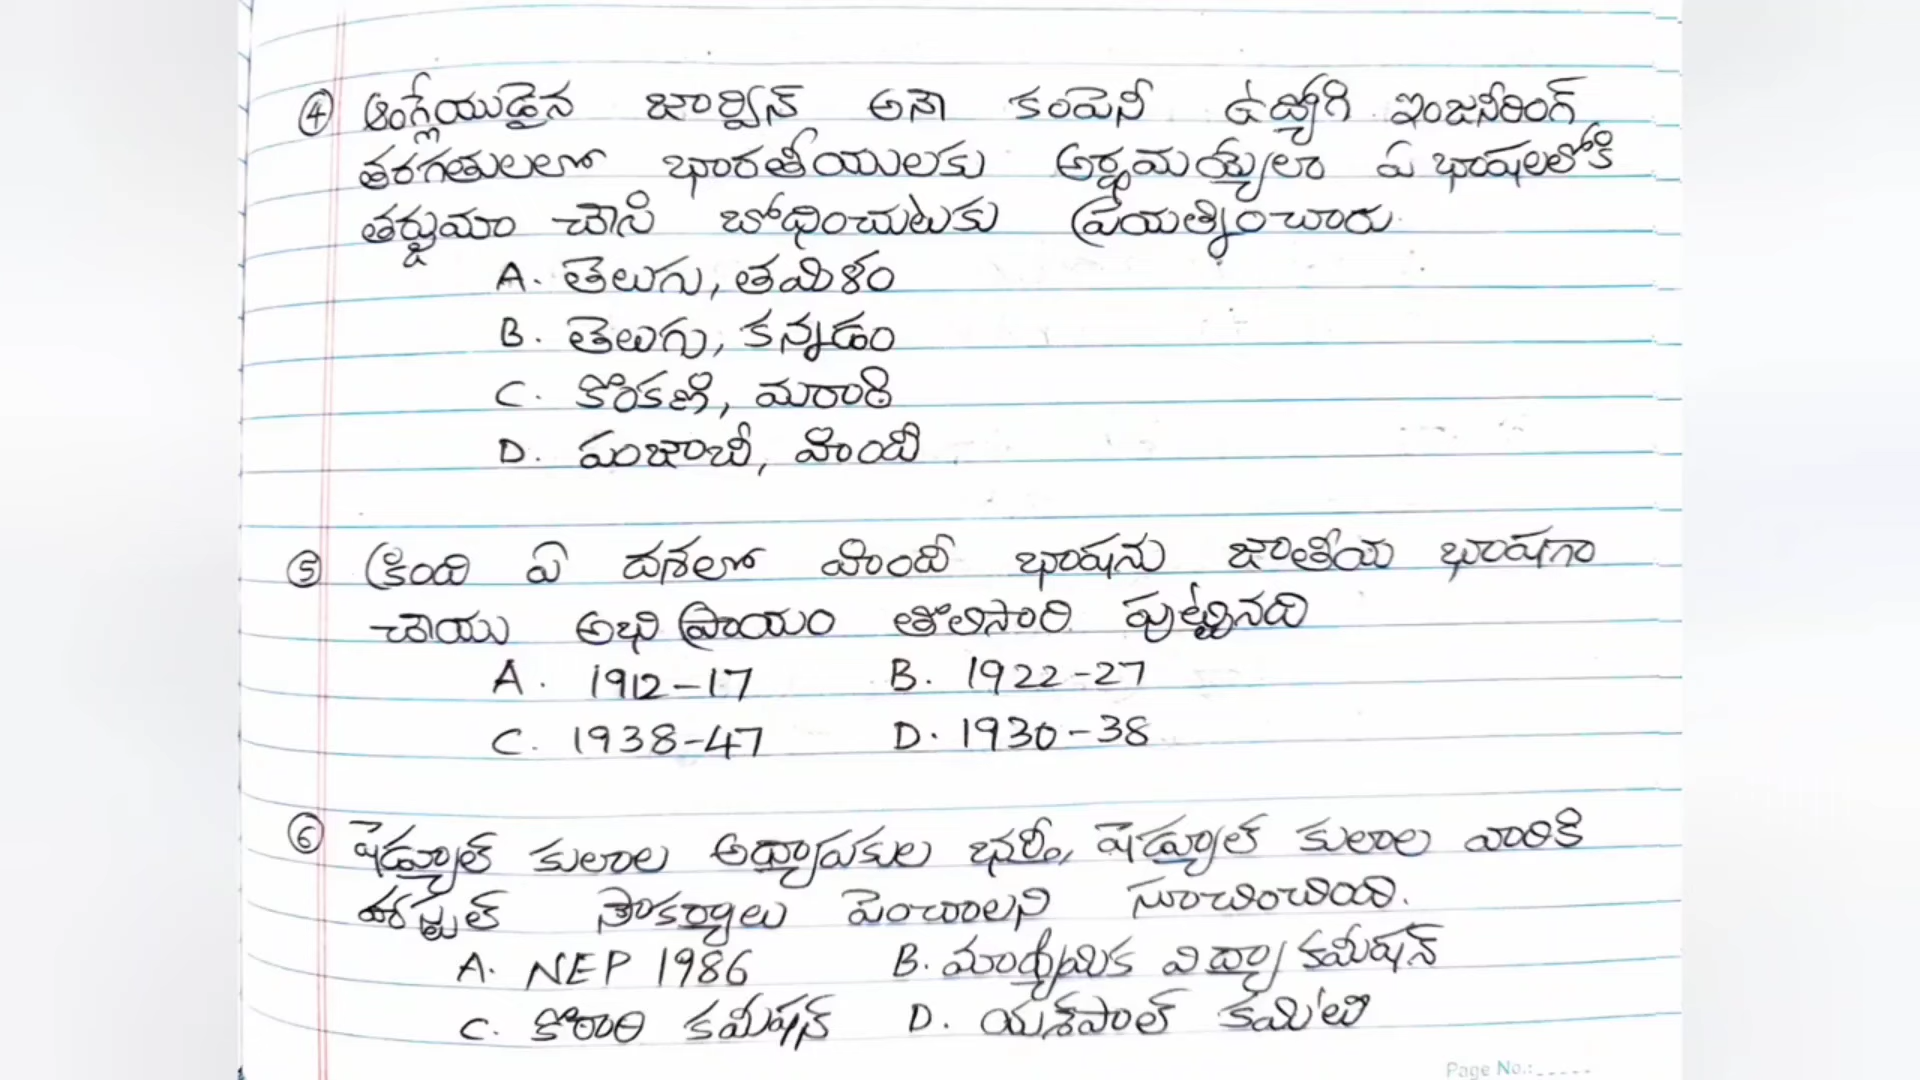 ④ ఆంగ్లేయుడైన జార్విన్ అనే కంపెనీ ఉద్యోగి ఇంజనీరింగ్
తరగతులలో భారతీయులకు అర్థమయ్యేలా ఏ భాషలలోకి
తర్జుమా చేసి బోధించుటకు ప్రయత్నించారు.
A. తెలుగు, తమిళం
B. తెలుగు, కన్నడం
C. కొంకణి, మరాఠి
D. పంజాబీ, హిందీ
⑤ క్రింది ఏ దశలో హిందీ భాషను జాతీయ భాషగా
చేయు అభిప్రాయం తొలిసారి పుట్టినది
A. 1912-17 B. 1922-27
C. 1938-47 D. 1930-38
⑥ షెడ్యూల్ కులాల అధ్యాపకుల భర్తీ, షెడ్యూల్ కులాల వారికి
హాస్టల్ సౌకర్యాలు పెంచాలని సూచించియి.
A. NEP 1986 B. మాధ్యమిక విద్యా కమీషన్
C. కొఠారి కమీషన్ D. యశ్‌పాల్ కమిటి
Page No.:.....